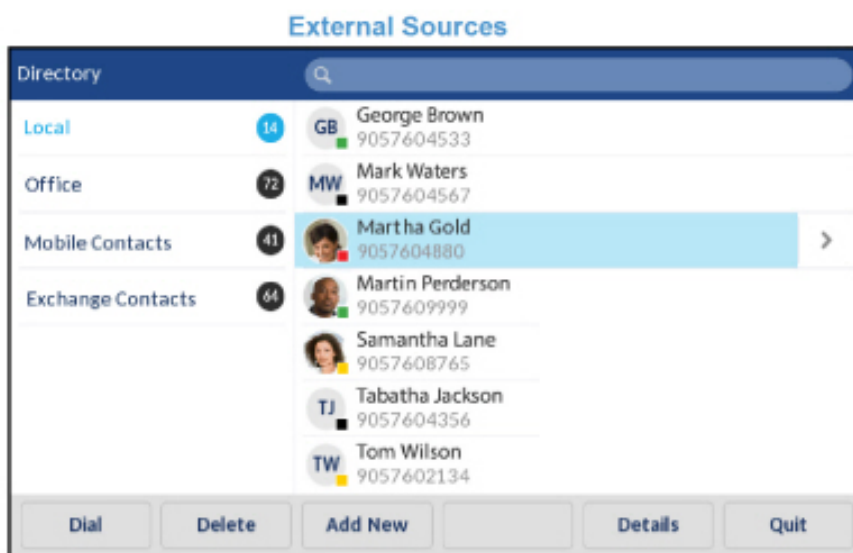 External Sources
Directory
Local 14
Office 72
Mobile Contacts 41
Exchange Contacts 64
GB George Brown
9057604533
MW Mark Waters
9057604567
Martha Gold
9057604880
Martin Perderson
9057609999
Samantha Lane
9057608765
TJ Tabatha Jackson
9057604356
TW Tom Wilson
9057602134
Dial Delete Add New Details Quit